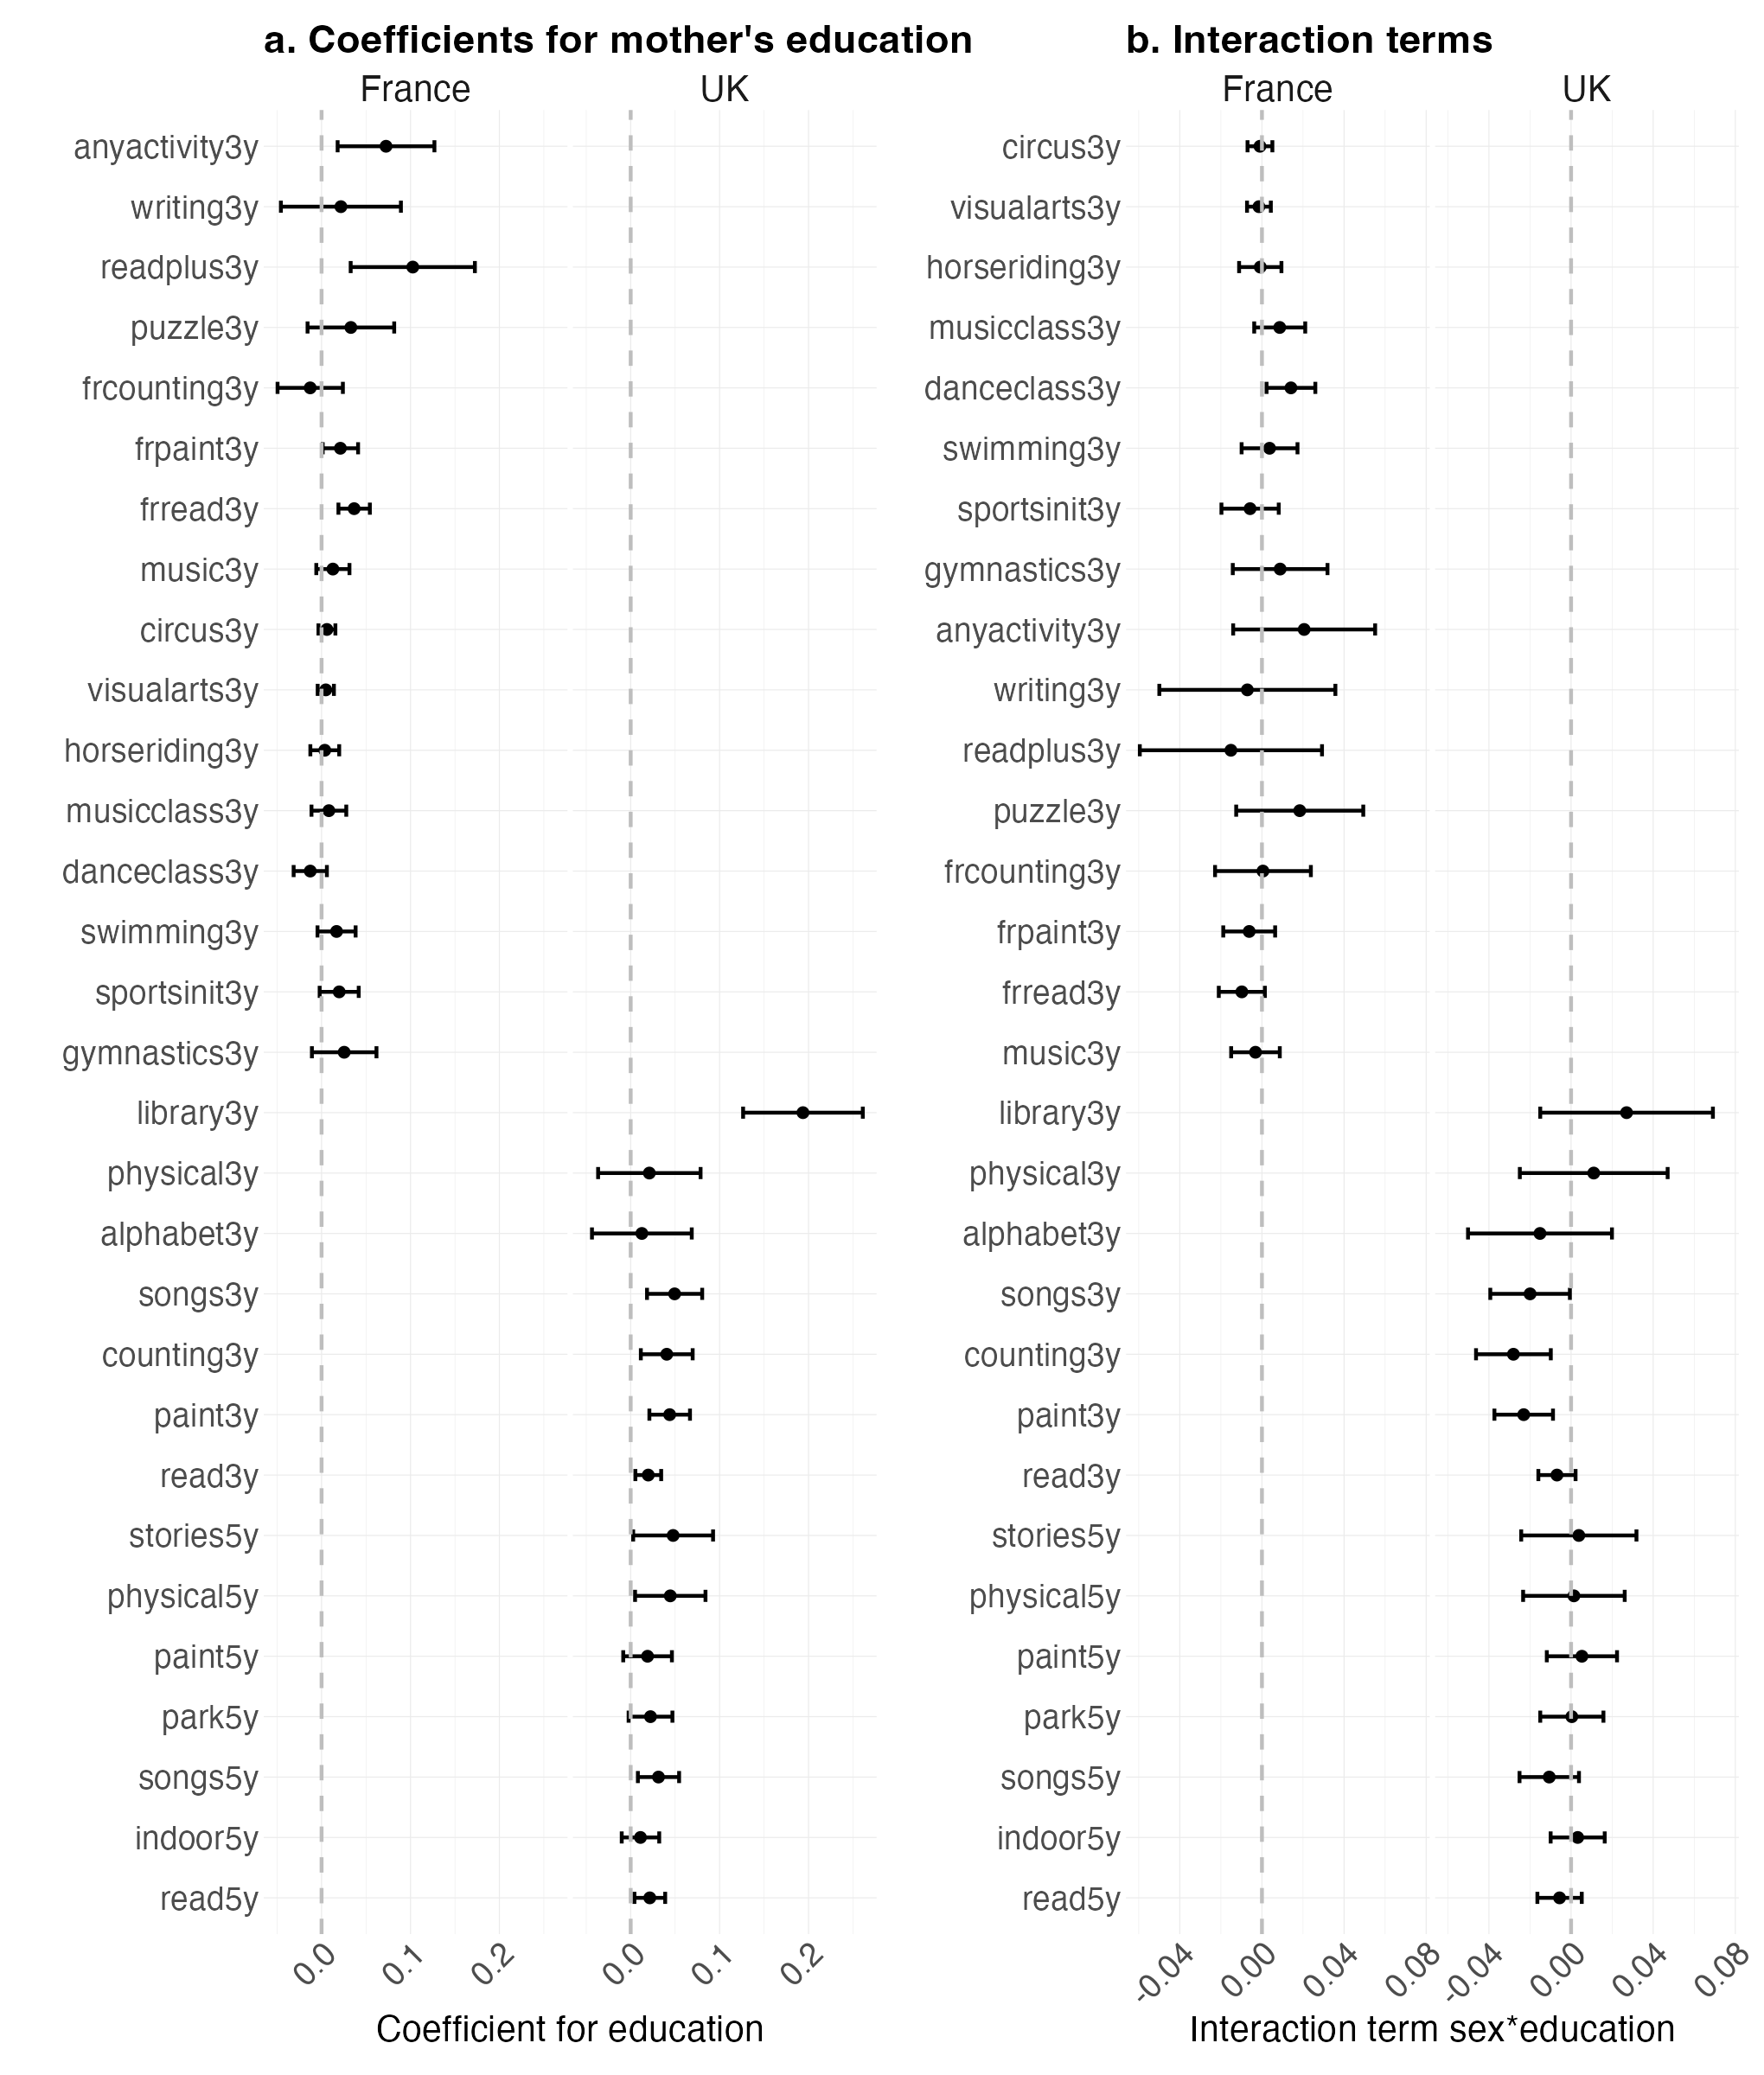 a. Coefficients for mother's education
France
UK
anyactivity3y
writing3y
readplus3y
puzzle3y
frcounting3y
frpaint3y
frread3y
music3y
circus3y
visualarts3y
horseriding3y
musicclass3y
danceclass3y
swimming3y
sportsinit3y
gymnastics3y
library3y
physical3y
alphabet3y
songs3y
counting3y
paint3y
read3y
stories5y
physical5y
paint5y
park5y
songs5y
indoor5y
read5y
0.0 0.1 0.2 0.0 0.1 0.2
Coefficient for education
b. Interaction terms
France
UK
circus3y
visualarts3y
horseriding3y
musicclass3y
danceclass3y
swimming3y
sportsinit3y
gymnastics3y
anyactivity3y
writing3y
readplus3y
puzzle3y
frcounting3y
frpaint3y
frread3y
music3y
library3y
physical3y
alphabet3y
songs3y
counting3y
paint3y
read3y
stories5y
physical5y
paint5y
park5y
songs5y
indoor5y
read5y
-0.04 0.00 0.04 0.08 -0.04 0.00 0.04 0.08
Interaction term sex*education